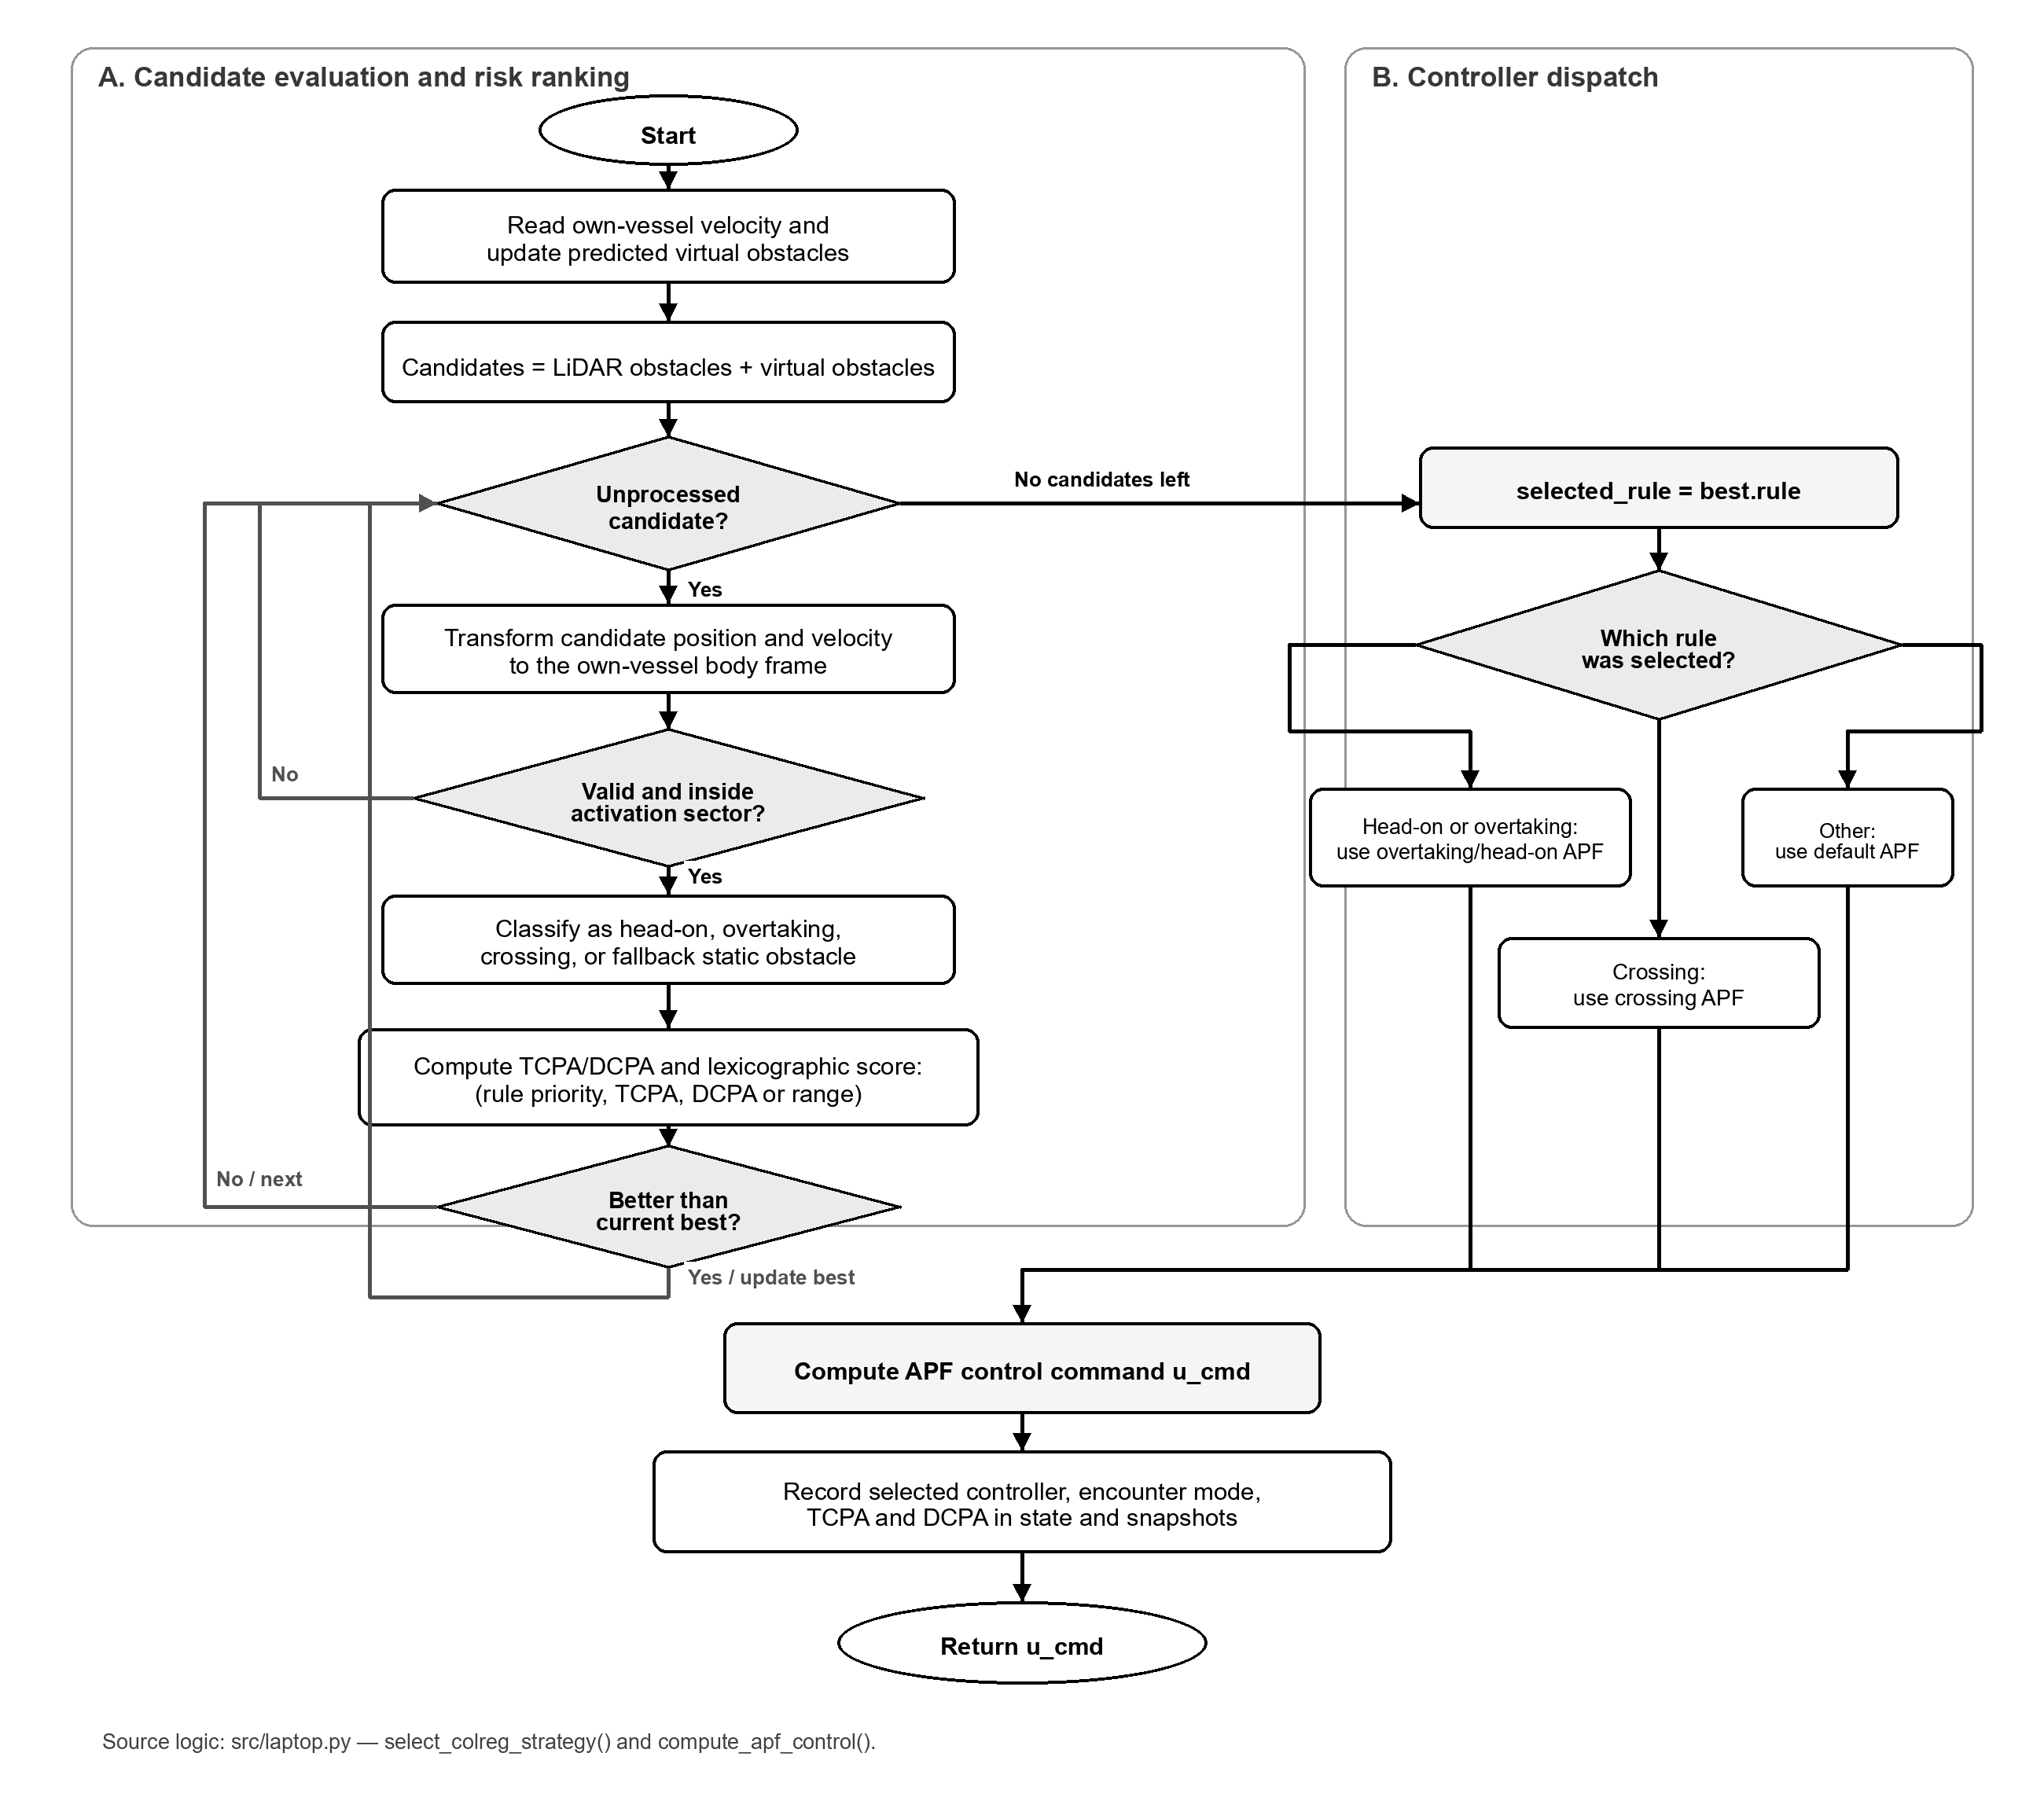 A. Candidate evaluation and risk ranking
Start
Read own-vessel velocity and
update predicted virtual obstacles
Candidates = LiDAR obstacles + virtual obstacles
Unprocessed
candidate?
No candidates left
Yes
Transform candidate position and velocity
to the own-vessel body frame
Valid and inside
activation sector?
No
Yes
Classify as head-on, overtaking,
crossing, or fallback static obstacle
Compute TCPA/DCPA and lexicographic score:
(rule priority, TCPA, DCPA or range)
Better than
current best?
No / next
Yes / update best
B. Controller dispatch
selected_rule = best.rule
Which rule
was selected?
Head-on or overtaking:
use overtaking/head-on APF
Other:
use default APF
Crossing:
use crossing APF
Compute APF control command u_cmd
Record selected controller, encounter mode,
TCPA and DCPA in state and snapshots
Return u_cmd
Source logic: src/laptop.py — select_colreg_strategy() and compute_apf_control().